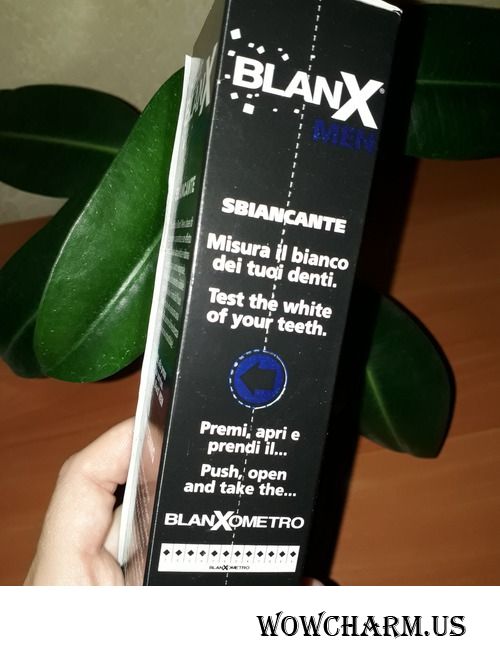 BLANX
MEN
SBIANCANTE
Misura il bianco
dei tuoi denti.
Test the white
of your teeth.
Premi, apri e
prendi il...
Push, open
and take the...
BLANXOMETRO
BLANXOMETRO
WOWCHARM.US